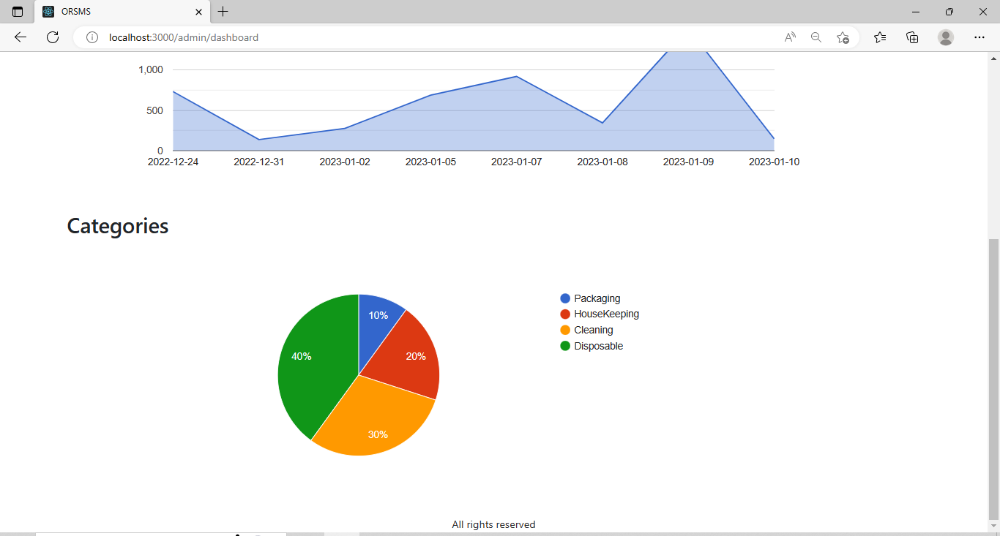 ORSMS
localhost:3000/admin/dashboard
1,000
500
0
2022-12-24 2022-12-31 2023-01-02 2023-01-05 2023-01-07 2023-01-08 2023-01-09 2023-01-10
Categories
Packaging
HouseKeeping
Cleaning
Disposable
10%
40% 20%
30%
All rights reserved